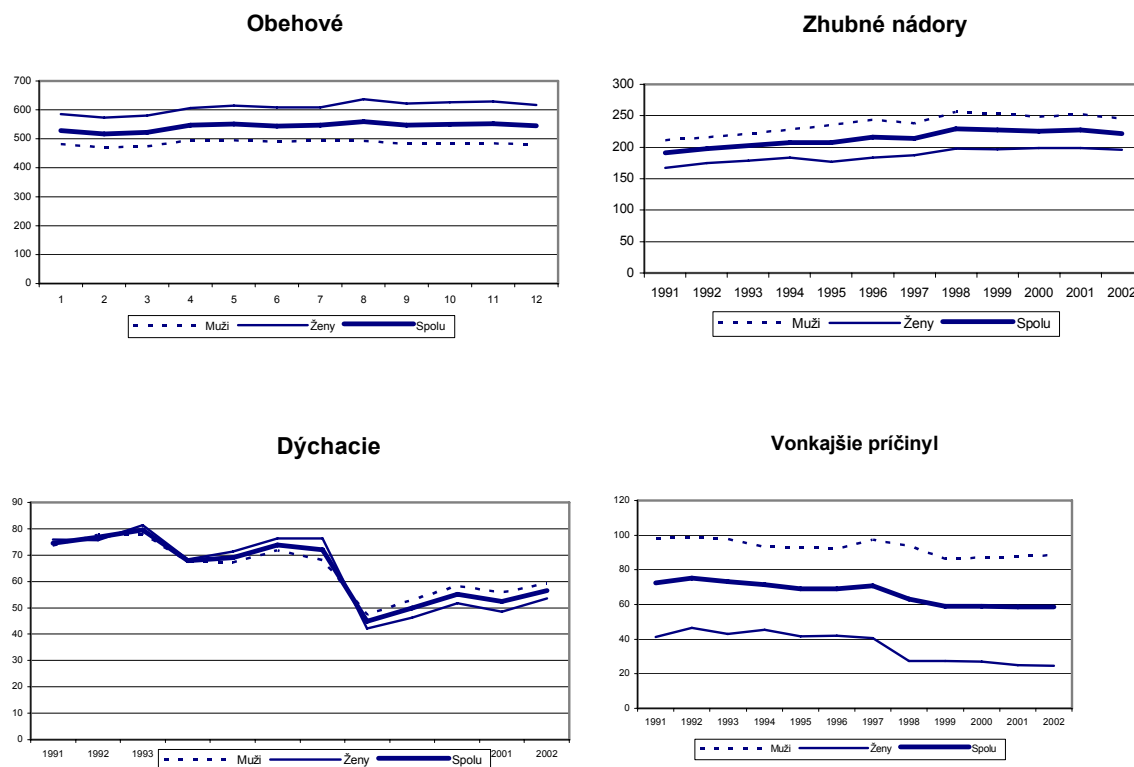 Obehové
700
600
500
400
300
200
100
0
1 2 3 4 5 6 7 8 9 10 11 12
Muži Ženy Spolu
Zhubné nádory
300
250
200
150
100
50
0
1991 1992 1993 1994 1995 1996 1997 1998 1999 2000 2001 2002
Muži Ženy Spolu
Dýchacie
90
80
70
60
50
40
30
20
10
0
1991 1992 1993 2001 2002
Muži Ženy Spolu
Vonkajšie príčinyl
120
100
80
60
40
20
0
1991 1992 1993 1994 1995 1996 1997 1998 1999 2000 2001 2002
Muži Ženy Spolu